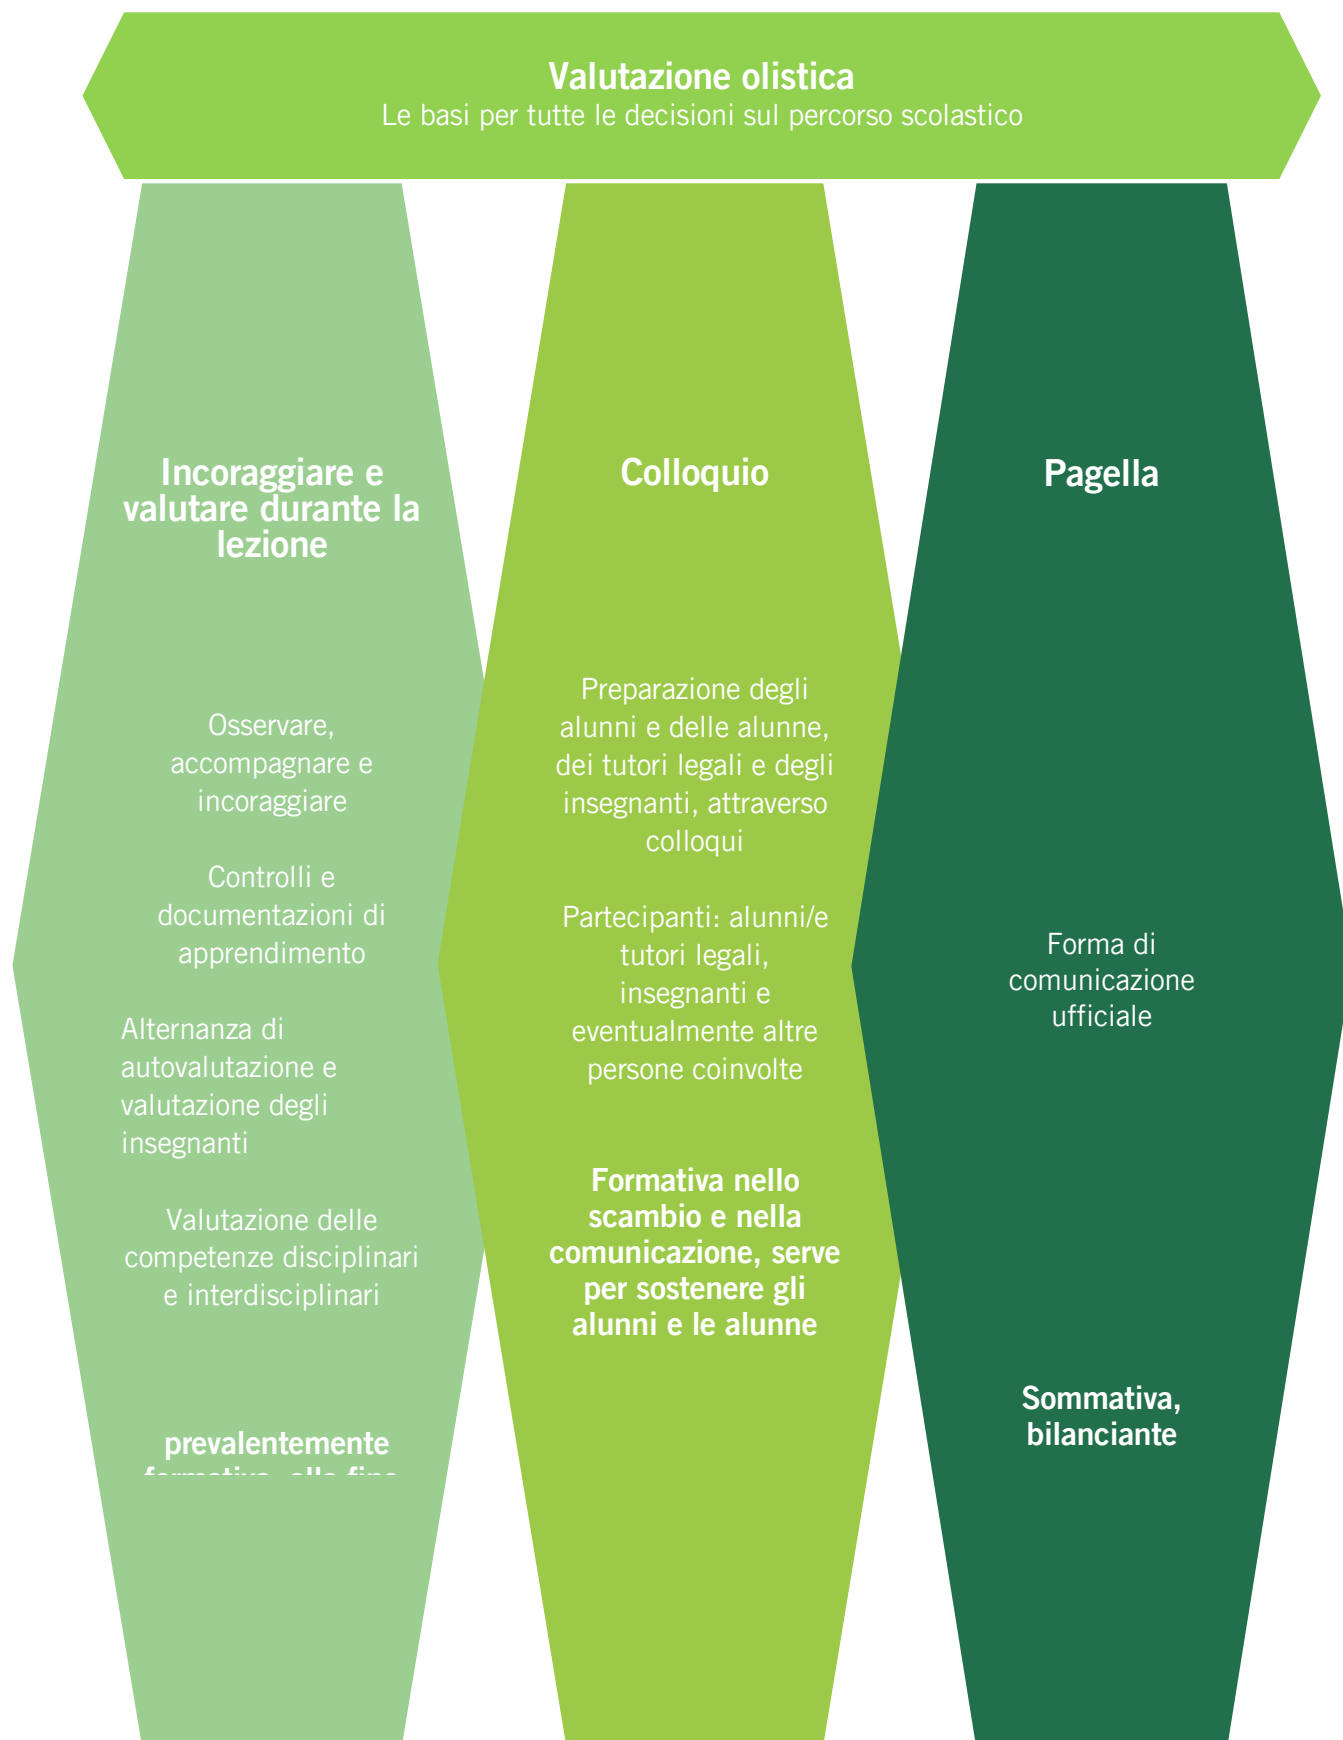 Valutazione olistica
Le basi per tutte le decisioni sul percorso scolastico
Incoraggiare e
valutare durante la
lezione
Osservare,
accompagnare e
incoraggiare
Controlli e
documentazioni di
apprendimento
Alternanza di
autovalutazione e
valutazione degli
insegnanti
Valutazione delle
competenze disciplinari
e interdisciplinari
prevalentemente
Colloquio
Preparazione degli
alunni e delle alunne,
dei tutori legali e degli
insegnanti, attraverso
colloqui
Partecipanti: alunni/e
tutori legali,
insegnanti e
eventualmente altre
persone coinvolte
Formativa nello
scambio e nella
comunicazione, serve
per sostenere gli
alunni e le alunne
Pagella
Forma di
comunicazione
ufficiale
Sommativa,
bilanciante